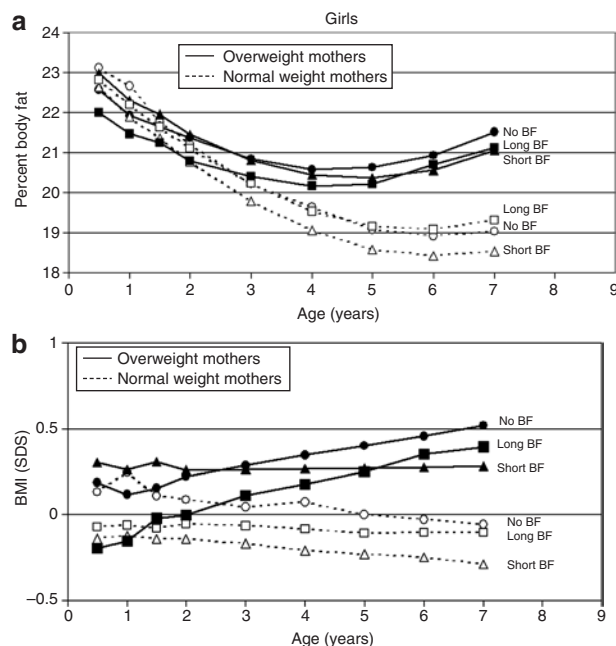 a
Girls
24
23
22
21
20
19
18
Percent body fat
Overweight mothers
Normal weight mothers
No BF
Long BF
Short BF
Long BF
No BF
Short BF
0 1 2 3 4 5 6 7 8 9
Age (years)
b
1
0.5
0
–0.5
BMI (SDS)
Overweight mothers
Normal weight mothers
No BF
Long BF
Short BF
No BF
Long BF
Short BF
0 1 2 3 4 5 6 7 8 9
Age (years)